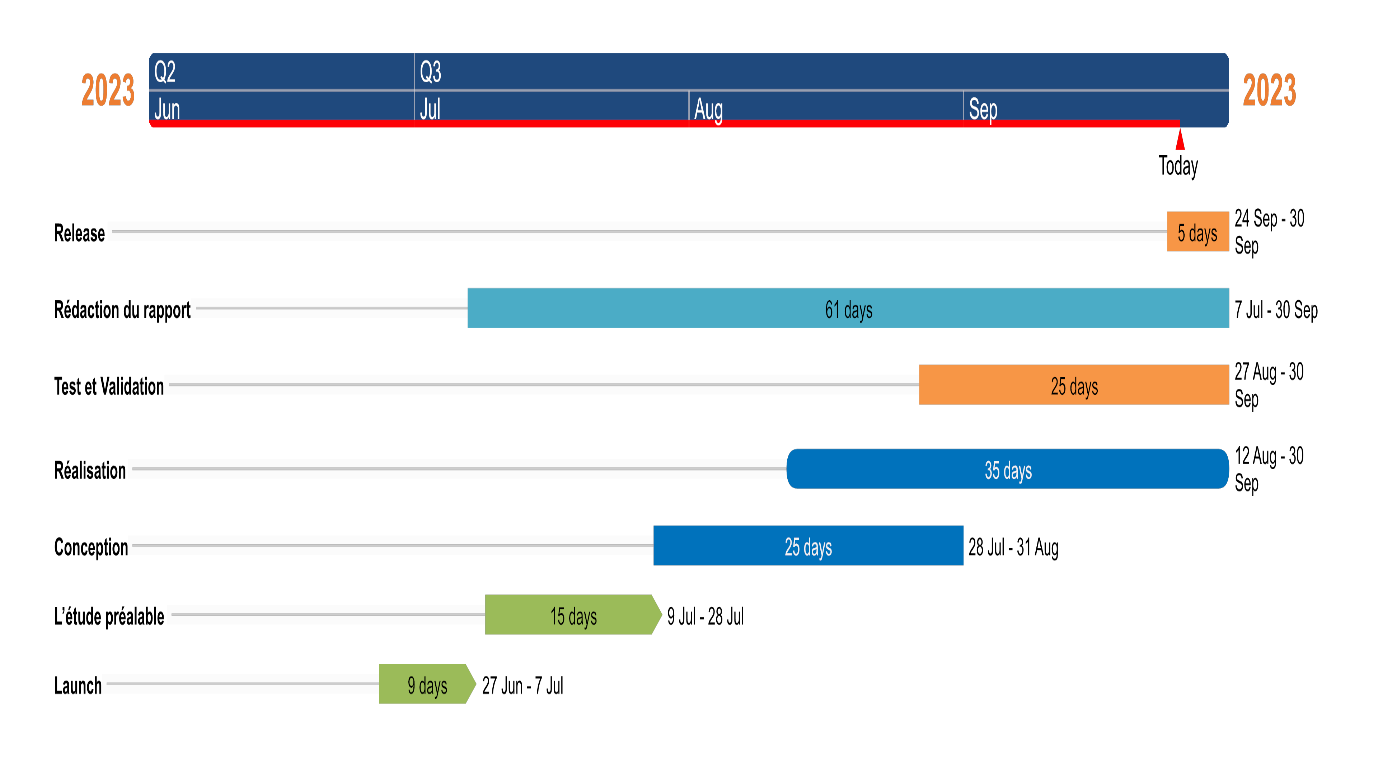 2023
Q2 Q3
Jun Jul Aug Sep
2023
Today
Release 5 days 24 Sep - 30
Sep
Rédaction du rapport 61 days 7 Jul - 30 Sep
Test et Validation 25 days 27 Aug - 30
Sep
Réalisation 35 days 12 Aug - 30
Sep
Conception 25 days 28 Jul - 31 Aug
L’étude préalable 15 days 9 Jul - 28 Jul
Launch 9 days 27 Jun - 7 Jul